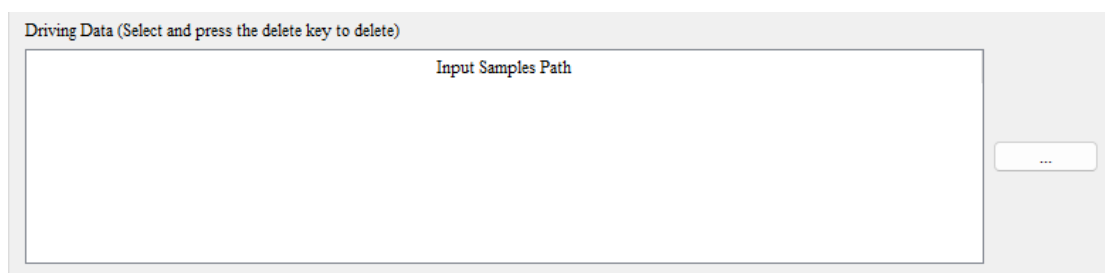 Driving Data (Select and press the delete key to delete)
Input Samples Path
...